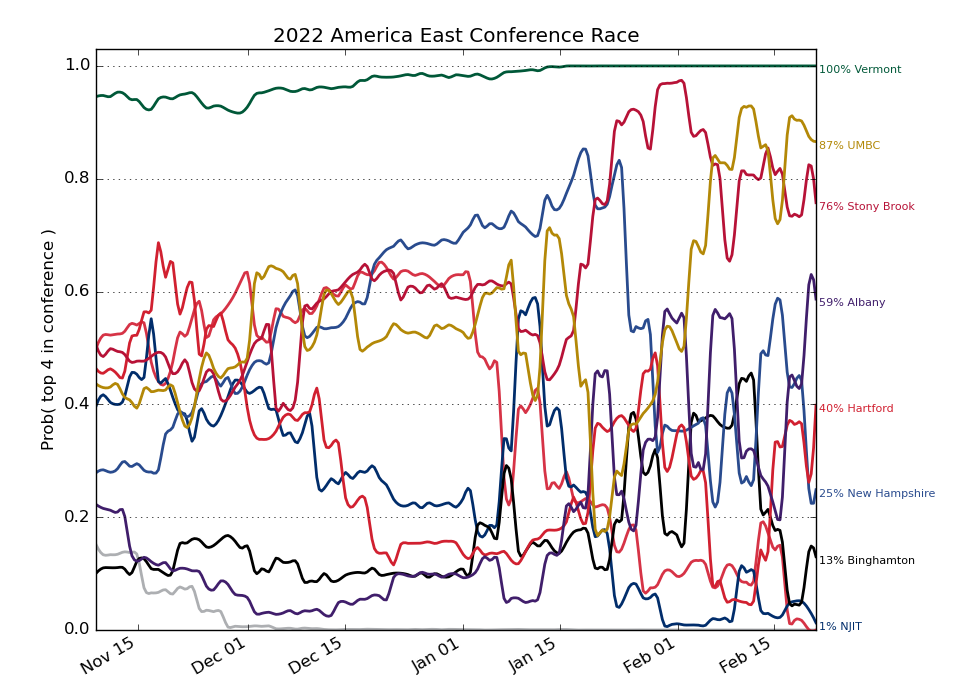 2022 America East Conference Race
Prob( top 4 in conference )
1.0
0.8
0.6
0.4
0.2
0.0
Nov 15
Dec 01
Dec 15
Jan 01
Jan 15
Feb 01
Feb 15
100% Vermont
87% UMBC
76% Stony Brook
59% Albany
40% Hartford
25% New Hampshire
13% Binghamton
1% NJIT